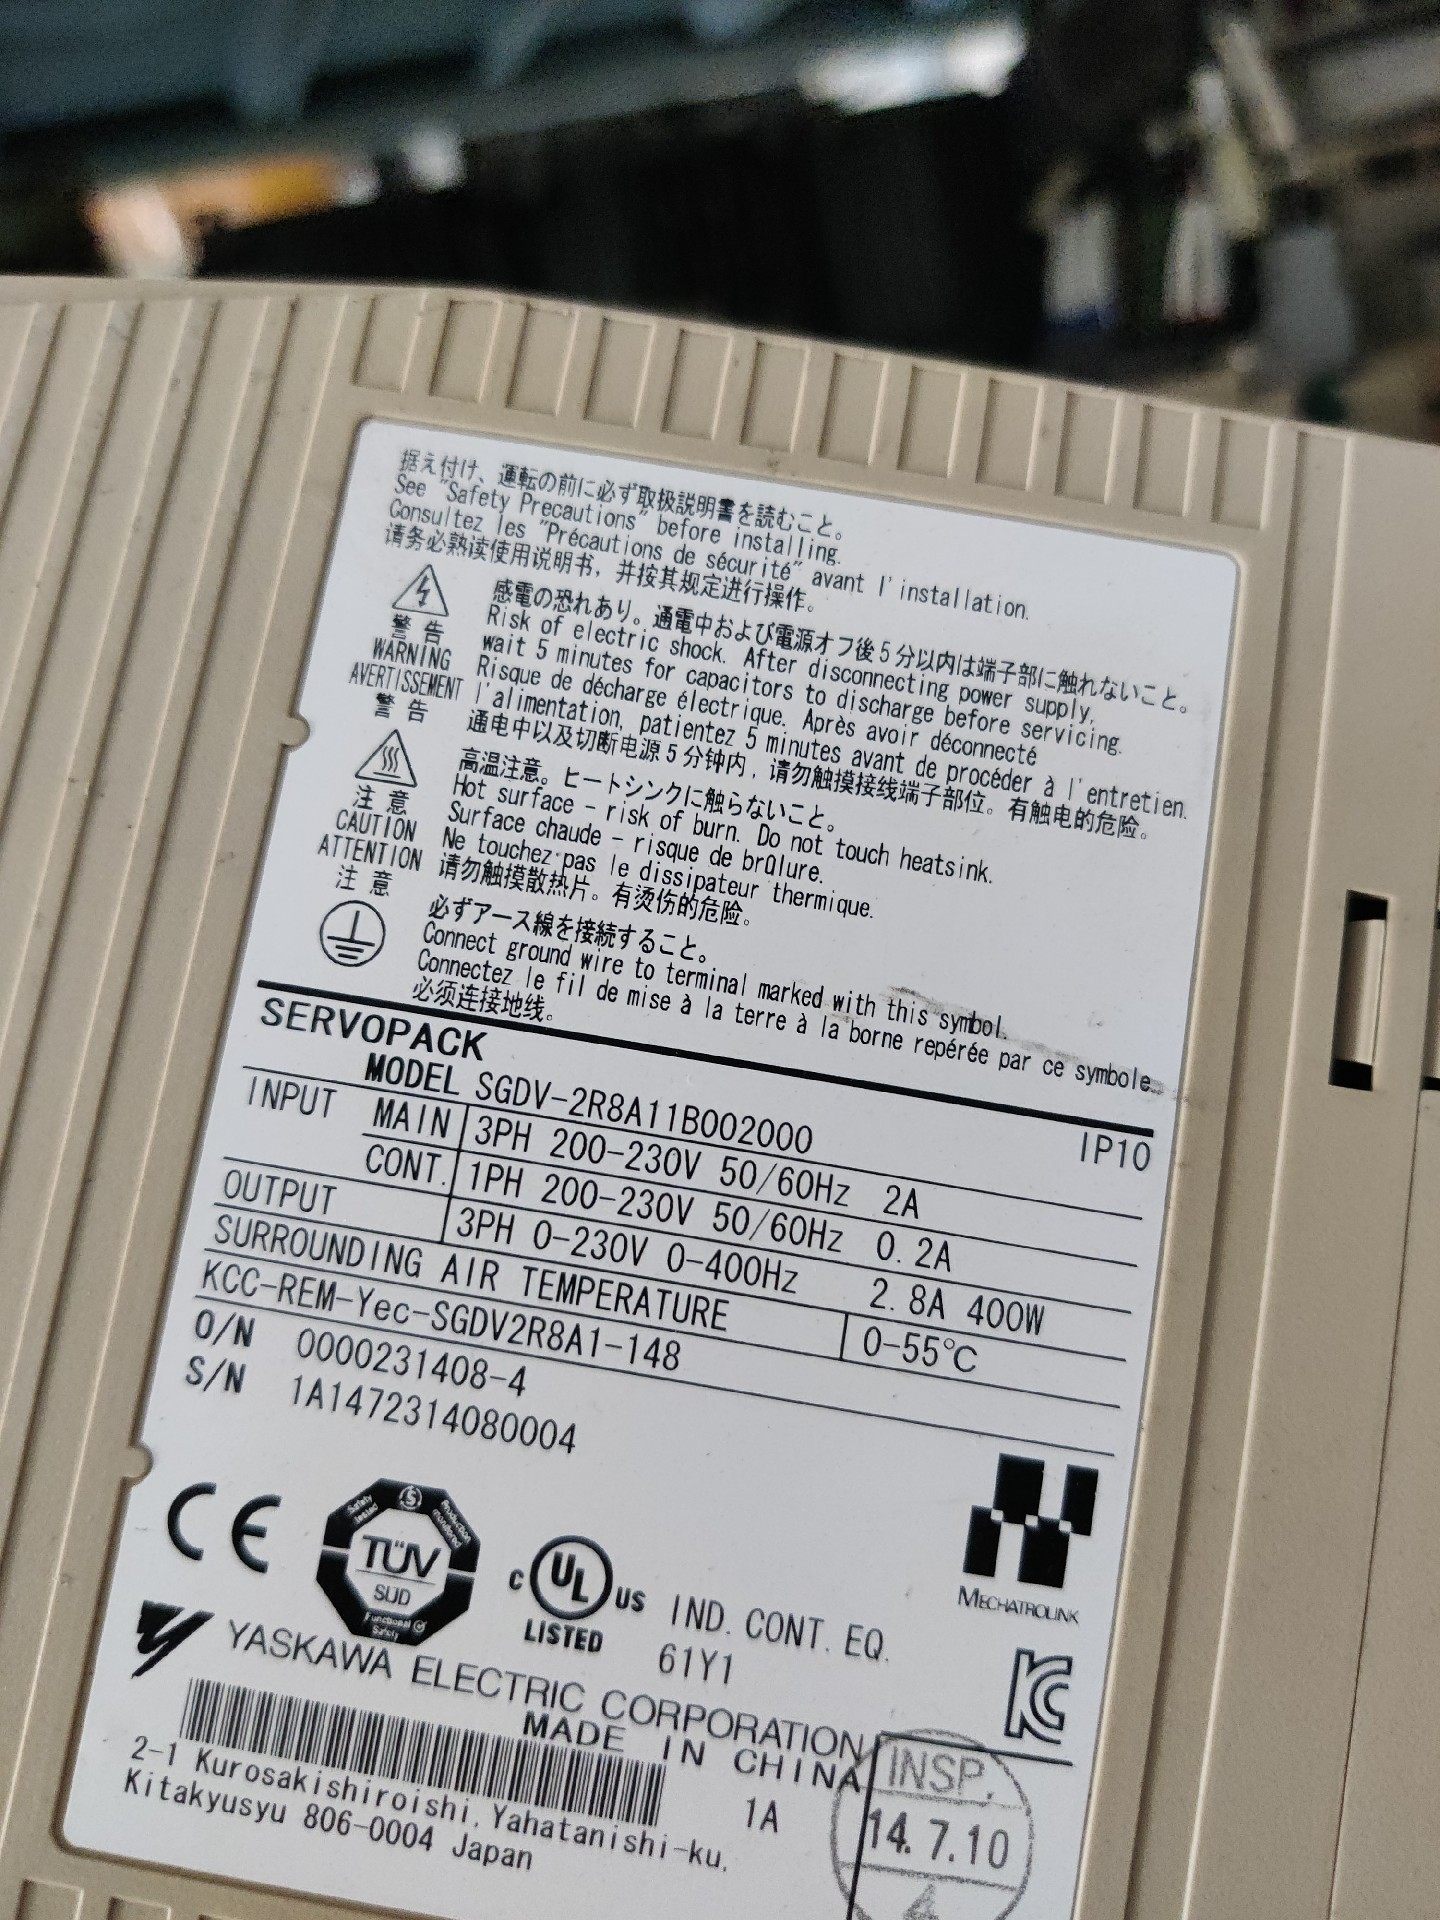 据え付け、運転の前に必ず取扱説明書を読むこと。
See "Safety Precautions" before installing.
Consultez les "Précautions de sécurité" avant l'installation.
请务必熟读使用说明书，并按其规定进行操作。
警告
WARNING
AVERTISSEMENT
警告
感電の恐れあり。通電中および電源オフ後5分以内は端子部に触れないこと。
Risk of electric shock. After disconnecting power supply,
wait 5 minutes for capacitors to discharge before servicing.
Risque de décharge électrique. Après avoir déconnecté
l'alimentation, patientez 5 minutes avant de procéder à l'entretien.
通电中以及切断电源5分钟内，请勿触摸接线端子部位。有触电的危险。
注意
CAUTION
ATTENTION
注意
高温注意。ヒートシンクに触らないこと。
Hot surface - risk of burn. Do not touch heatsink.
Surface chaude - risque de brûlure.
Ne touchez pas le dissipateur thermique.
请勿触摸散热片。有烫伤的危险。
必ずアース線を接続すること。
Connect ground wire to terminal marked with this symbol.
Connectez le fil de mise à la terre à la borne repérée par ce symbole.
必须连接地线。
SERVOPACK
MODEL SGDV-2R8A11B002000 IP10
INPUT MAIN 3PH 200-230V 50/60Hz 2A
CONT. 1PH 200-230V 50/60Hz 0.2A
OUTPUT 3PH 0-230V 0-400Hz 2.8A 400W
SURROUNDING AIR TEMPERATURE 0-55℃
KCC-REM-Yec-SGDV2R8A1-148
O/N 0000231408-4
S/N 1A1472314080004
CE
Safety tested
S
Production monitored
TÜV
SUD
Functional Safety
C UL US
LISTED
IND. CONT. EQ.
61Y1
MECHATROLINK
KC
YASKAWA ELECTRIC CORPORATION
MADE IN CHINA
1A
2-1 Kurosakishiroishi, Yahatanishi-ku,
Kitakyusyu 806-0004 Japan
INSP.
14.7.10
4